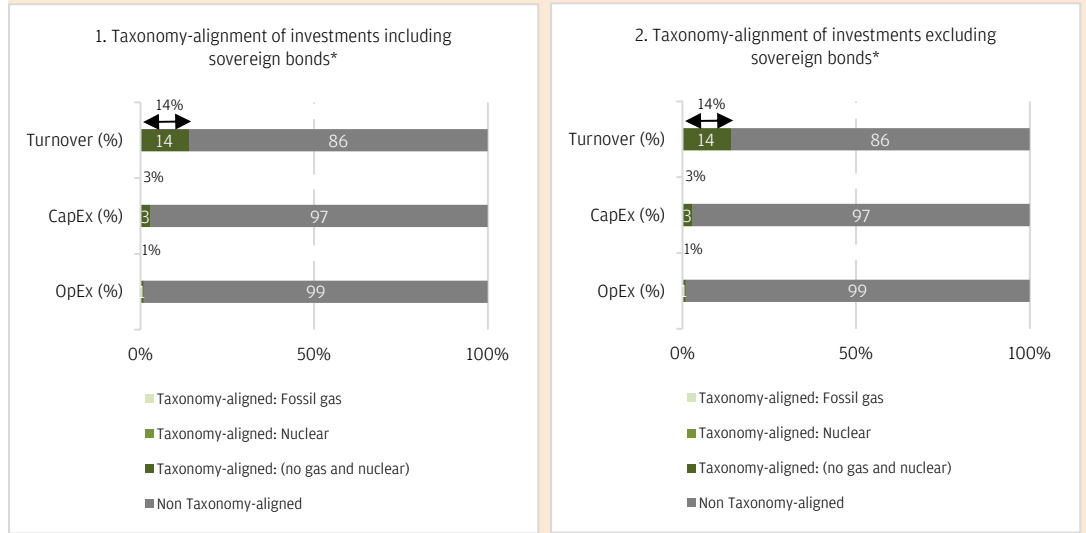 1. Taxonomy-alignment of investments including
sovereign bonds*
14%
Turnover (%)
14
86
3%
CapEx (%)
3
97
1%
OpEx (%)
1
99
0%
50%
100%
Taxonomy-aligned: Fossil gas
Taxonomy-aligned: Nuclear
Taxonomy-aligned: (no gas and nuclear)
Non Taxonomy-aligned
2. Taxonomy-alignment of investments excluding
sovereign bonds*
14%
Turnover (%)
14
86
3%
CapEx (%)
3
97
1%
OpEx (%)
1
99
0%
50%
100%
Taxonomy-aligned: Fossil gas
Taxonomy-aligned: Nuclear
Taxonomy-aligned: (no gas and nuclear)
Non Taxonomy-aligned